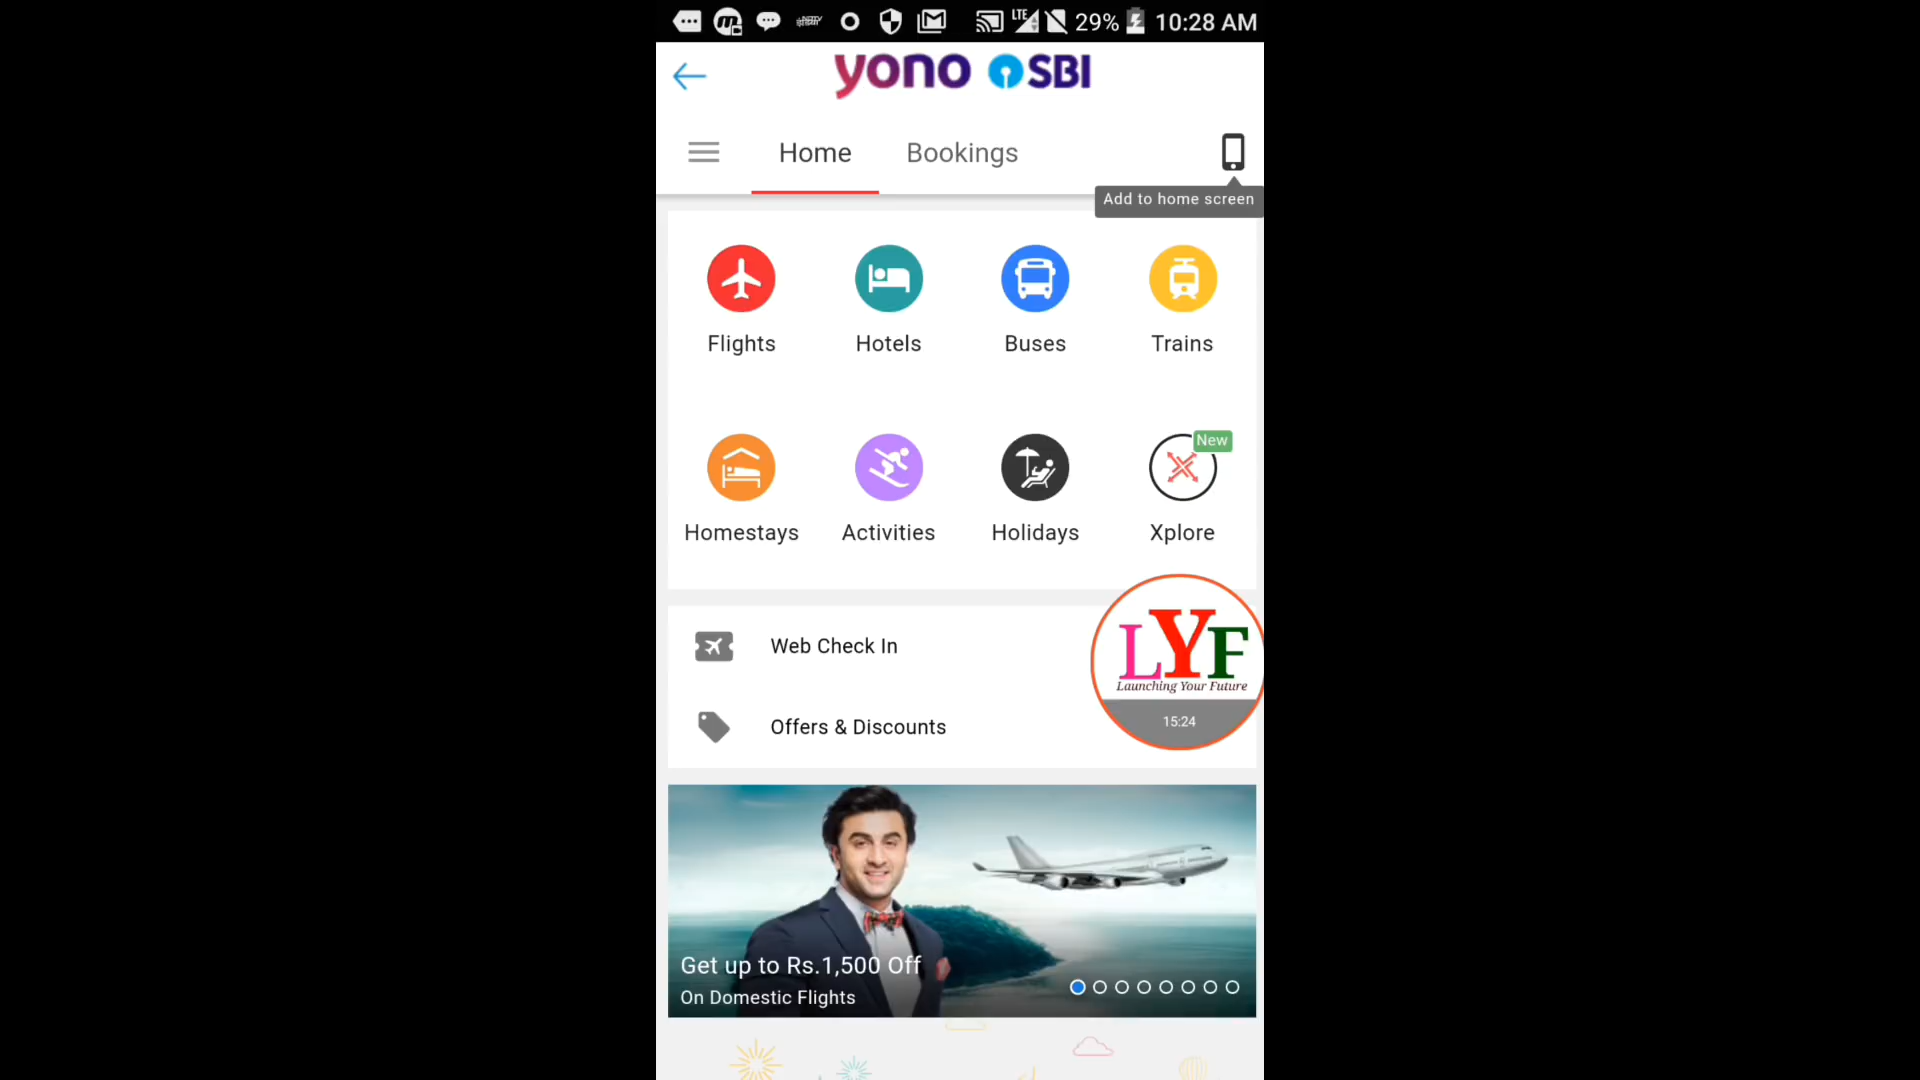 LTE 29% 10:28 AM
yono SBI
Home Bookings
Add to home screen
Flights Hotels Buses Trains
New
Homestays Activities Holidays Xplore
Web Check In
LYF
Launching Your Future
15:24
Offers & Discounts
Get up to Rs.1,500 Off
On Domestic Flights